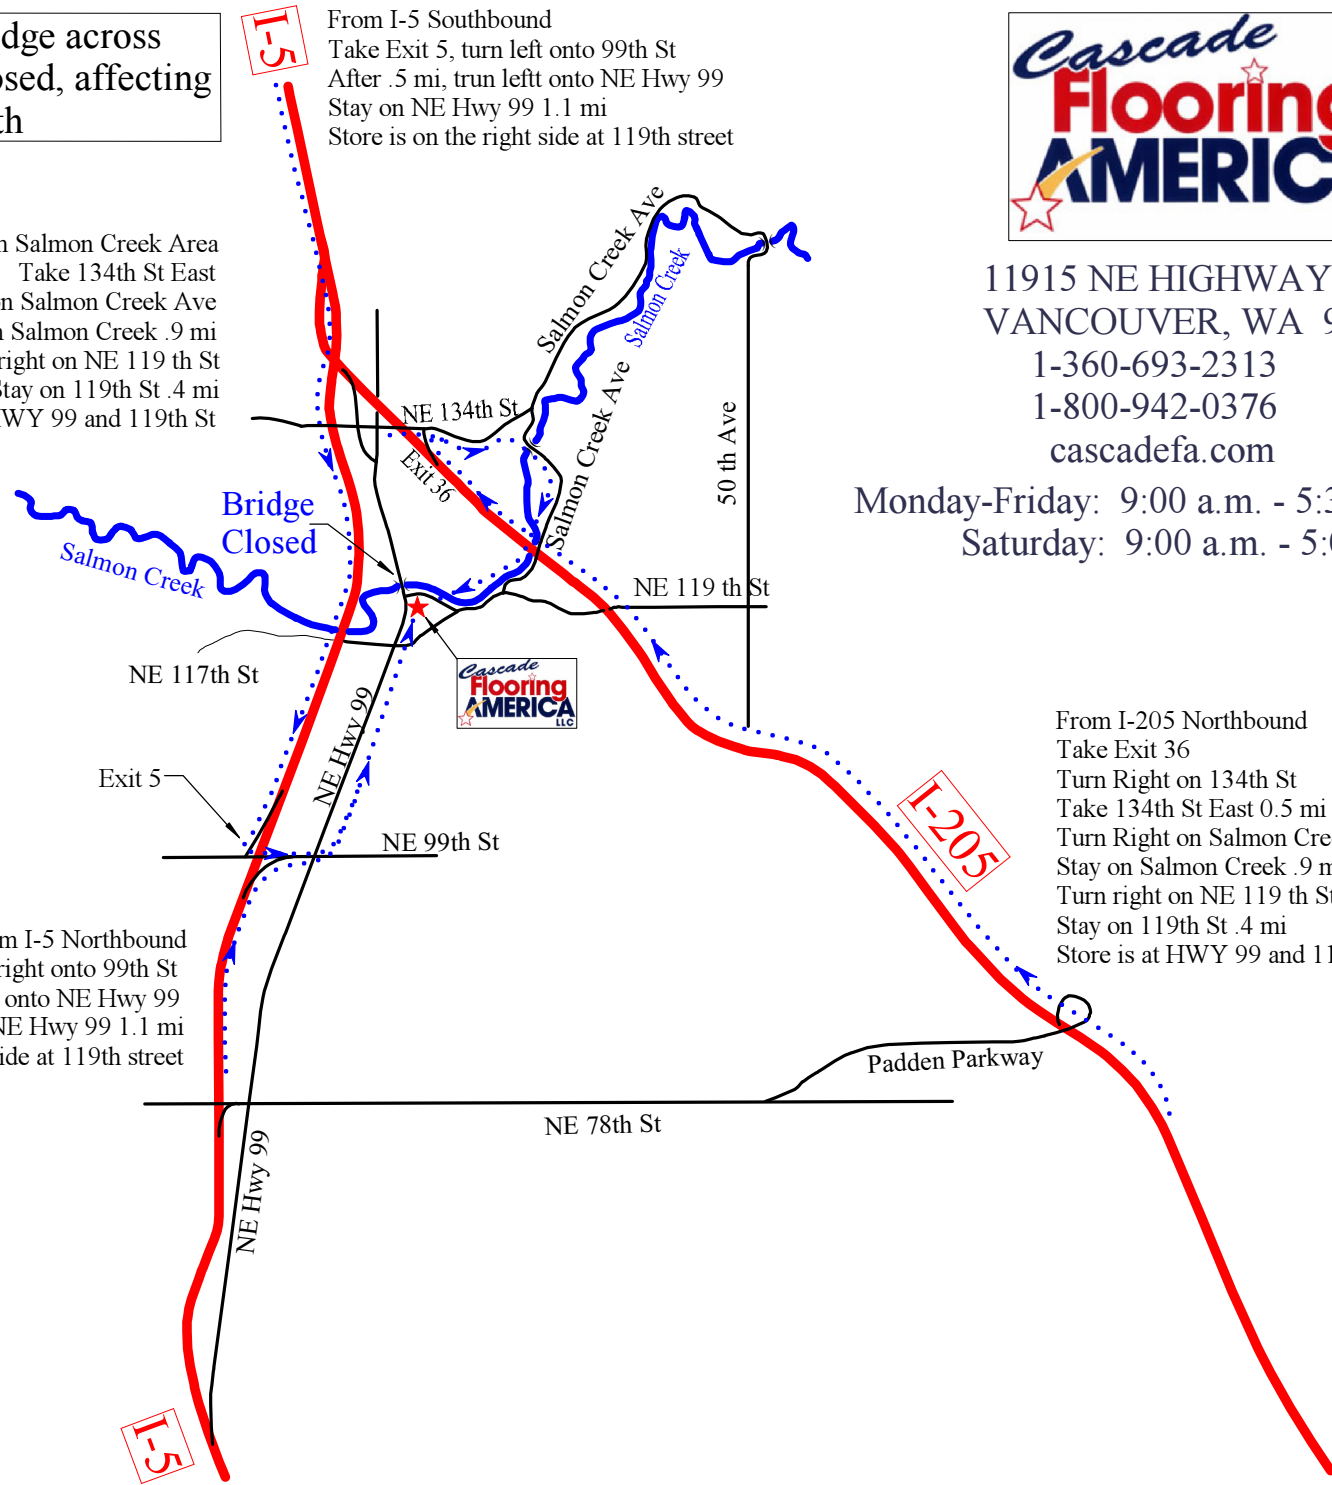 dge across
osed, affecting
th
I-5
From I-5 Southbound
Take Exit 5, turn left onto 99th St
After .5 mi, trun leftt onto NE Hwy 99
Stay on NE Hwy 99 1.1 mi
Store is on the right side at 119th street
Cascade
Flooring
AMERIC
11915 NE HIGHWAY
VANCOUVER, WA 9
1-360-693-2313
1-800-942-0376
cascadefa.com
Monday-Friday: 9:00 a.m. - 5:3
Saturday: 9:00 a.m. - 5:0
n Salmon Creek Area
Take 134th St East
on Salmon Creek Ave
n Salmon Creek .9 mi
right on NE 119 th St
Stay on 119th St .4 mi
HWY 99 and 119th St
Salmon Creek Ave
Salmon Creek
NE 134th St
Exit 36
Salmon Creek Ave
50 th Ave
Bridge
Closed
Salmon Creek
NE 119 th St
NE 117th St
Cascade
Flooring
AMERICA
LLC
NE Hwy 99
Exit 5
NE 99th St
I-205
From I-205 Northbound
Take Exit 36
Turn Right on 134th St
Take 134th St East 0.5 mi
Turn Right on Salmon Cre
Stay on Salmon Creek .9 m
Turn right on NE 119 th St
Stay on 119th St .4 mi
Store is at HWY 99 and 11
m I-5 Northbound
right onto 99th St
onto NE Hwy 99
NE Hwy 99 1.1 mi
ide at 119th street
Padden Parkway
NE 78th St
NE Hwy 99
I-5